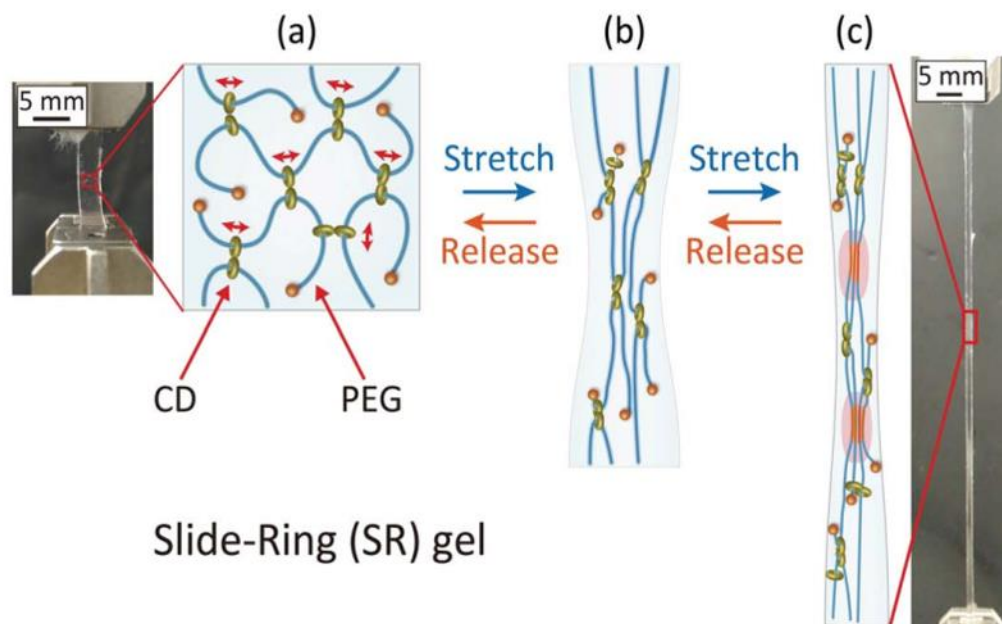 (a)
(b)
(c)
5 mm
5 mm
Stretch
Release
Stretch
Release
CD
PEG
Slide-Ring (SR) gel